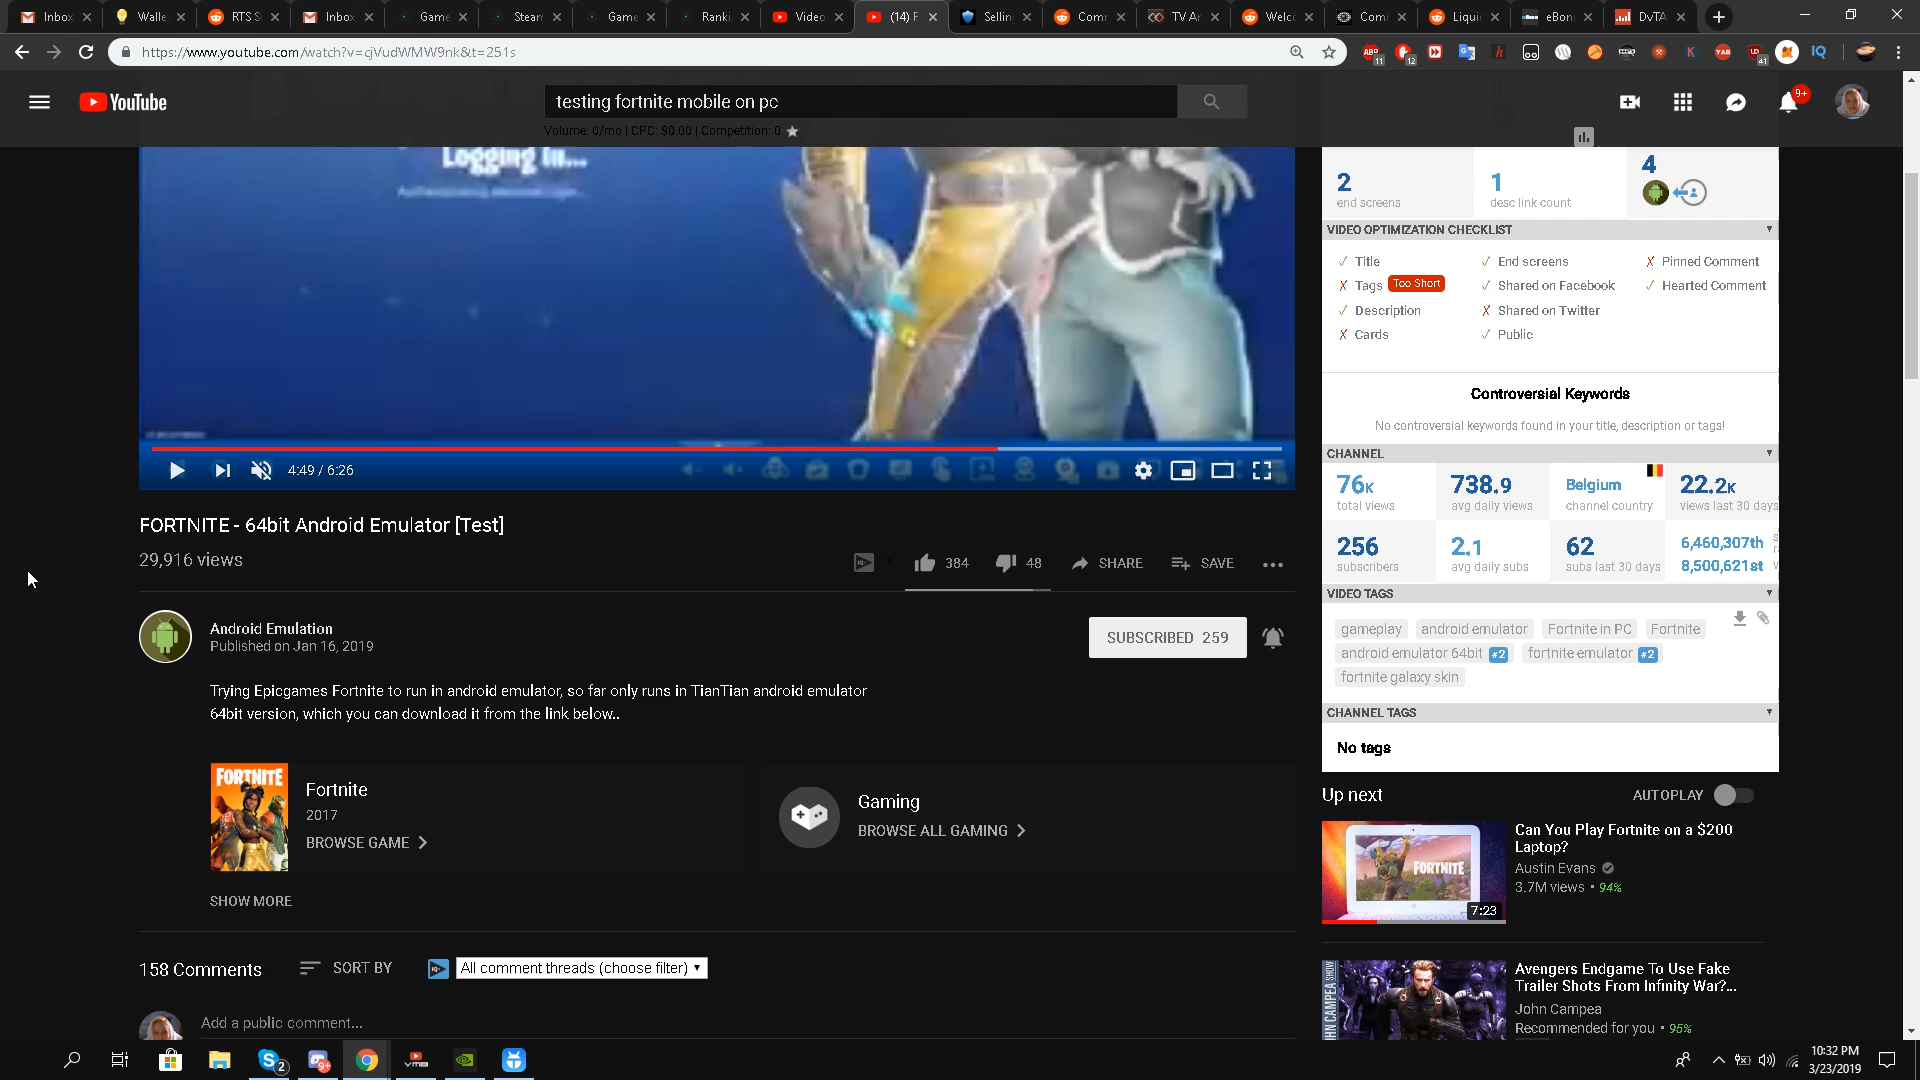 Inbox
Walle
RTS S
Inbox
Game
Stear
Game
Ranki
Video
(14) F
Sellin
Comr
TV Ar
Welc
Com
Liqui
eBon
DvTA
https://www.youtube.com/watch?v=cjVudWMW9nk&t=251s
YouTube
testing fortnite mobile on pc
9+
Volume: 0/mo | CPC: $0.00 | Competition: 0
Logging In...
2
end screens
1
desc link count
4
VIDEO OPTIMIZATION CHECKLIST
✓ Title
✓ End screens
✗ Pinned Comment
✗ Tags Too Short
✓ Shared on Facebook
✓ Hearted Comment
✓ Description
✗ Shared on Twitter
✗ Cards
✓ Public
Controversial Keywords
No controversial keywords found in your title, description or tags!
CHANNEL
76K
total views
738.9
avg daily views
Belgium
channel country
22.2K
views last 30 days
256
subscribers
2.1
avg daily subs
62
subs last 30 days
6,460,307th
8,500,621st
VIDEO TAGS
gameplay android emulator Fortnite in PC Fortnite
android emulator 64bit #2 fortnite emulator #2
fortnite galaxy skin
CHANNEL TAGS
No tags
4:49 / 6:26
FORTNITE - 64bit Android Emulator [Test]
29,916 views
384
48
SHARE
SAVE
Android Emulation
Published on Jan 16, 2019
SUBSCRIBED 259
Trying Epicgames Fortnite to run in android emulator, so far only runs in TianTian android emulator
64bit version, which you can download it from the link below..
FORTNITE
Fortnite
2017
BROWSE GAME
Gaming
BROWSE ALL GAMING
SHOW MORE
158 Comments
SORT BY
All comment threads (choose filter)
Add a public comment...
Up next
AUTOPLAY
FORTNITE
7:23
Can You Play Fortnite on a $200
Laptop?
Austin Evans
3.7M views • 94%
JOHN CAMPEA SHOW
Avengers Endgame To Use Fake
Trailer Shots From Infinity War?...
John Campea
Recommended for you • 95%
10:32 PM
3/23/2019